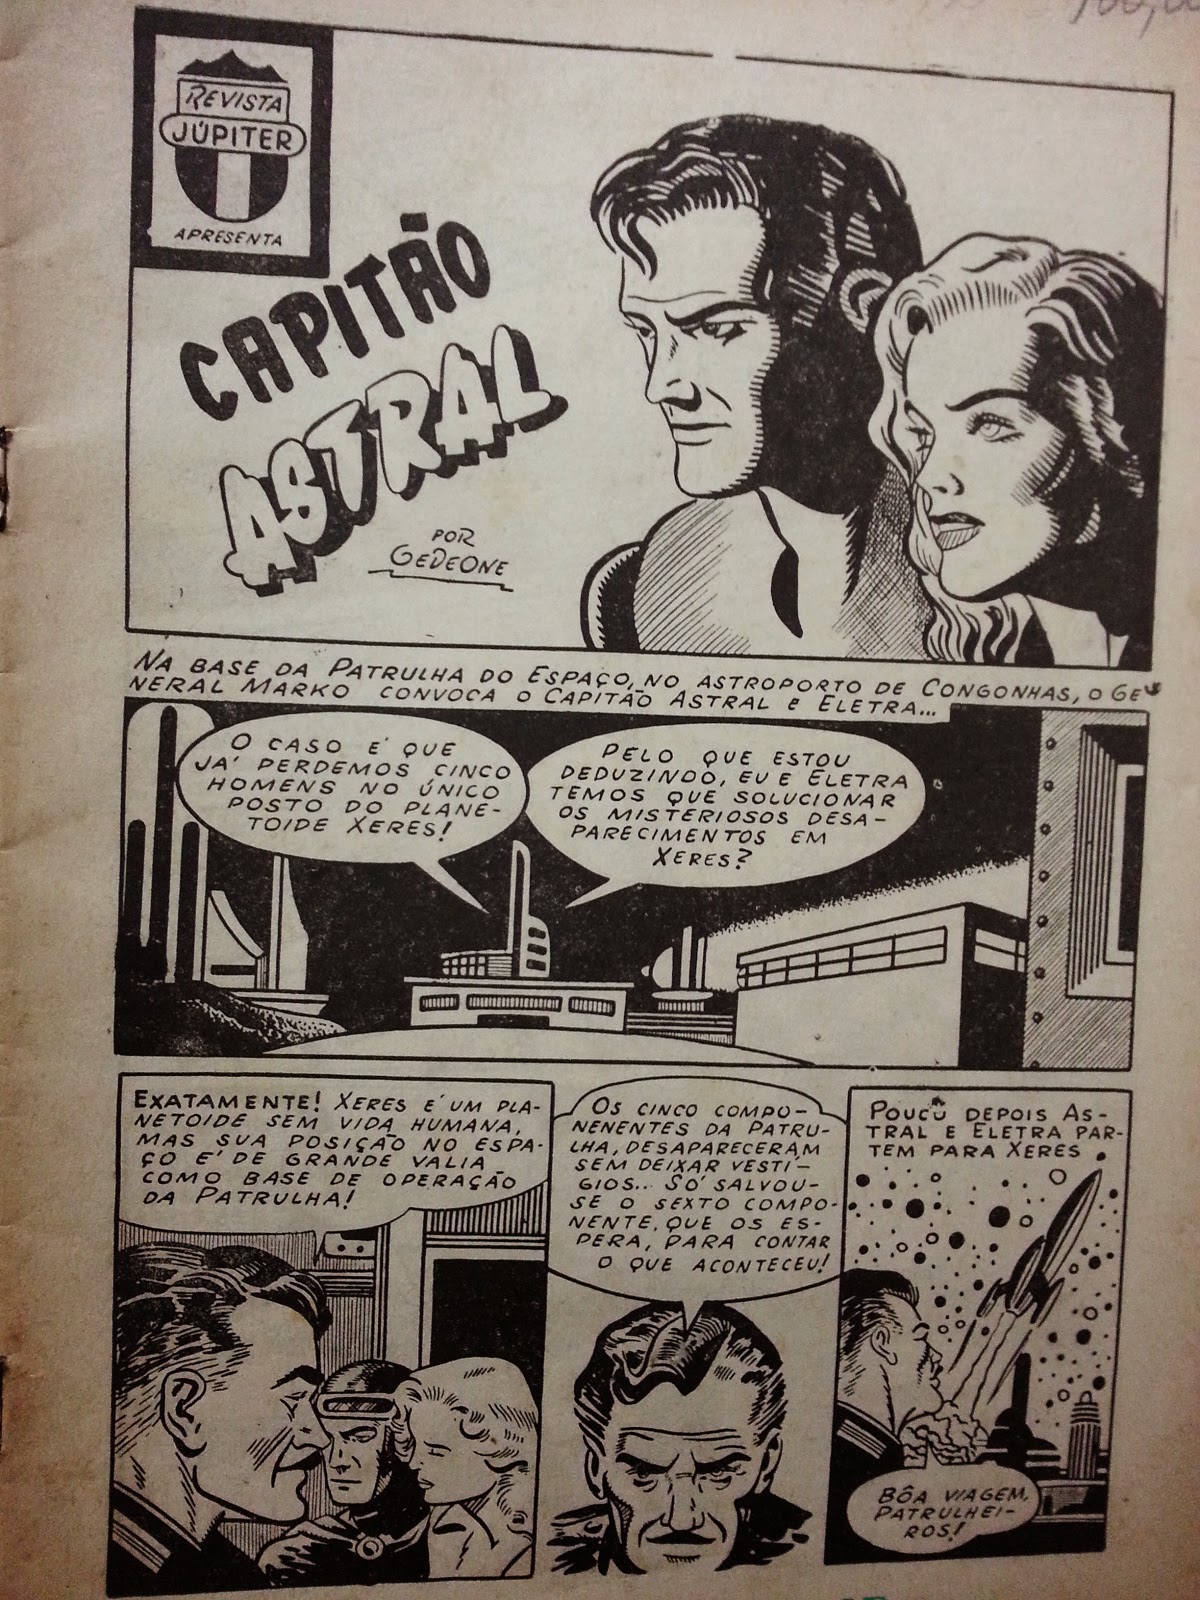 REVISTA
JÚPITER
APRESENTA
CAPITÃO
ASTRAL
POR
GEDEONE
NA BASE DA PATRULHA DO ESPAÇO, NO ASTROPORTO DE CONGONHAS, O GE
NERAL MARKO CONVOCA O CAPITÃO ASTRAL E ELETRA...
O CASO É QUE
JÁ PERDEMOS CINCO
HOMENS NO ÚNICO
POSTO DO PLANE-
TOIDE XERES!
PELO QUE ESTOU
DEDUZINDO, EU E ELETRA
TEMOS QUE SOLUCIONAR
OS MISTERIOSOS DESA-
PARECIMENTOS EM
XERES?
EXATAMENTE! XERES É UM PLA-
NETOIDE SEM VIDA HUMANA,
MAS SUA POSIÇÃO NO ESPA-
ÇO É DE GRANDE VALIA
COMO BASE DE OPERAÇÃO
DA PATRULHA!
OS CINCO COMPO-
NENENTES DA PATRU-
LHA, DESAPARECERAM
SEM DEIXAR VESTÍ-
GIOS... SÓ SALVOU-
SE O SEXTO COMPO-
NENTE, QUE OS ES-
PERA, PARA CONTAR
O QUE ACONTECEU!
POUCO DEPOIS AS-
TRAL E ELETRA PAR-
TEM PARA XERES.
BÔA VIAGEM,
PATRULHEI-
ROS!